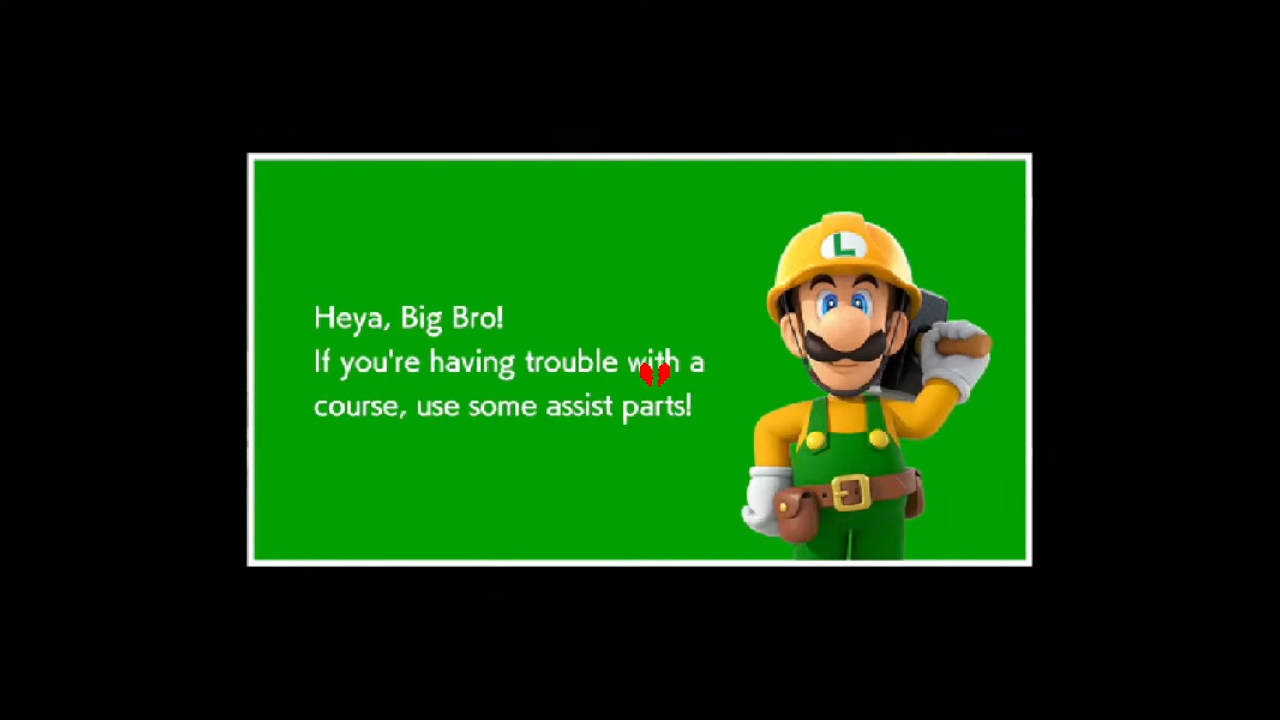 Heya, Big Bro!
If you're having trouble with a
course, use some assist parts!
L